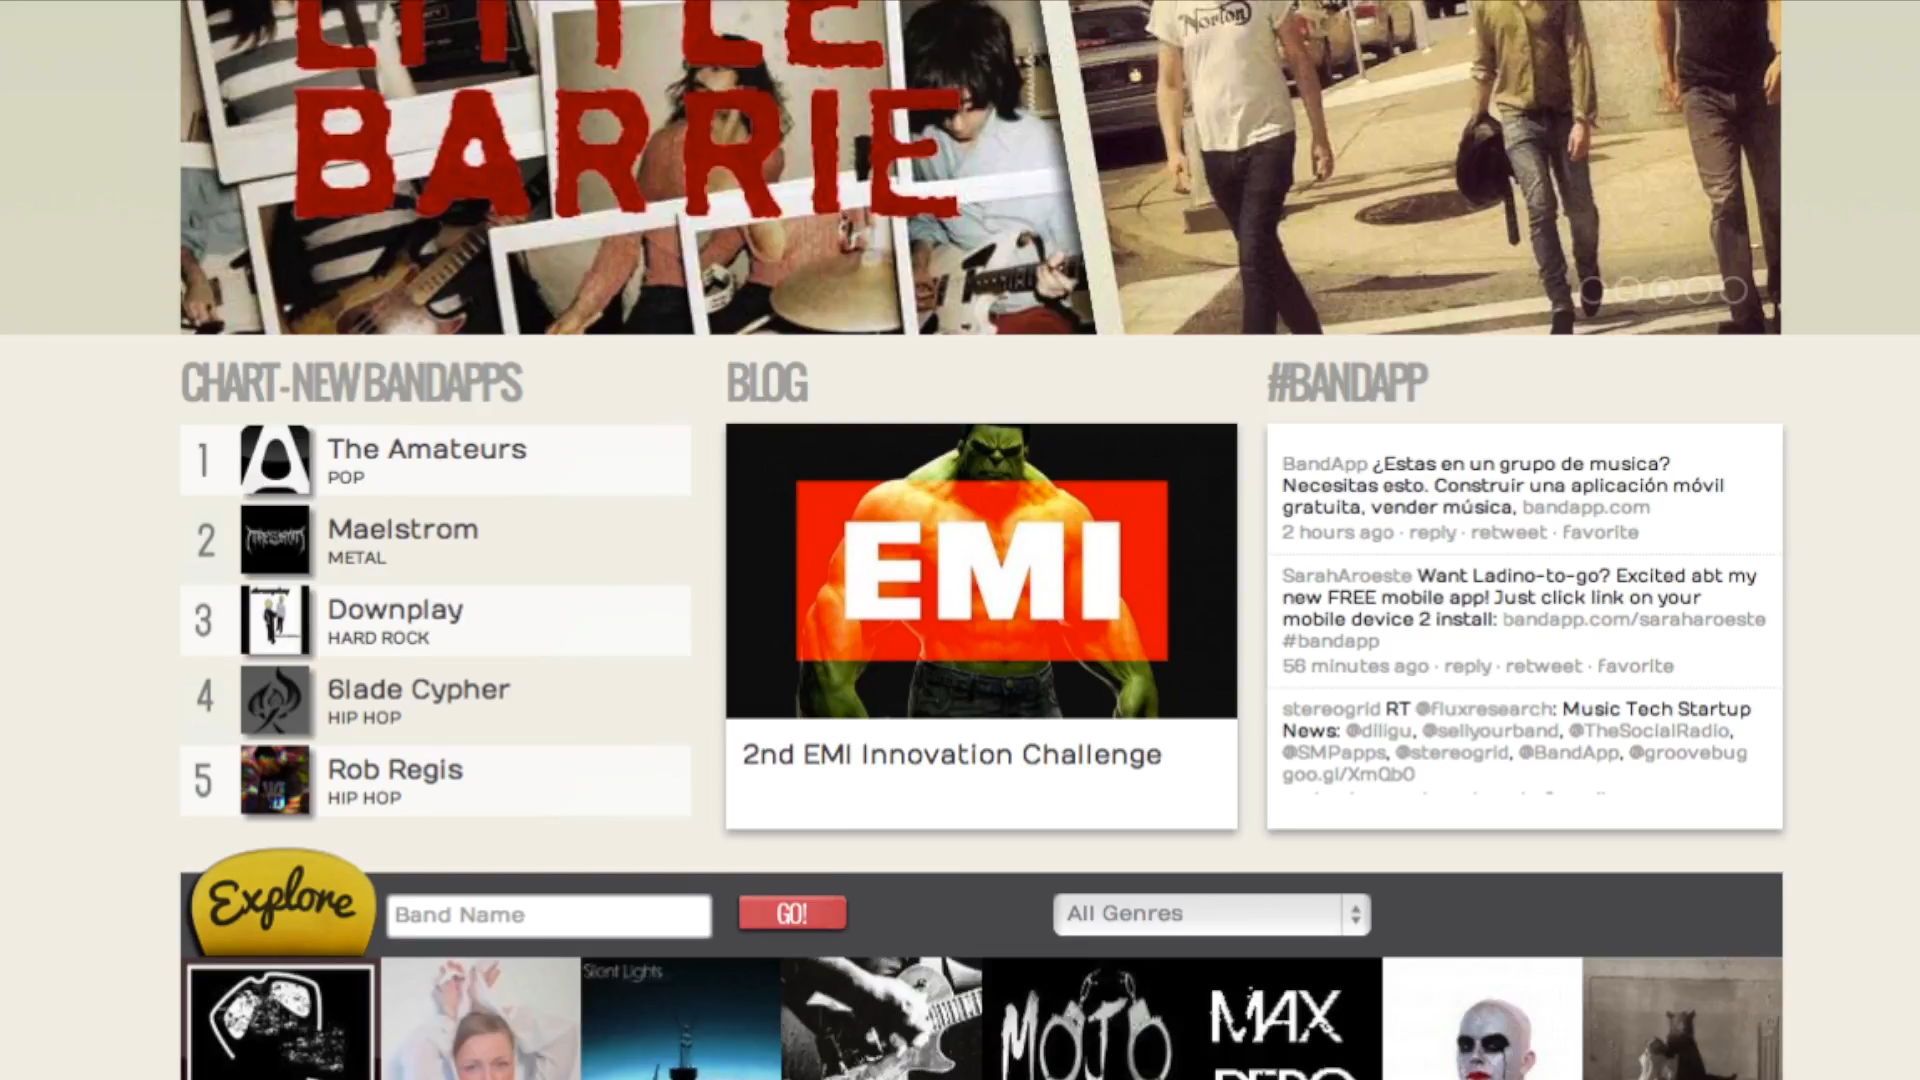 LITTLE
BARRIE
Norton
CHART - NEW BANDAPPS
1
The Amateurs
POP
2
Maelstrom
METAL
3
Downplay
HARD ROCK
4
6lade Cypher
HIP HOP
5
Rob Regis
HIP HOP
BLOG
EMI
2nd EMI Innovation Challenge
#BANDAPP
BandApp ¿Estas en un grupo de musica?
Necesitas esto. Construir una aplicación móvil
gratuita, vender música, bandapp.com
2 hours ago · reply · retweet · favorite
SarahAroeste Want Ladino-to-go? Excited abt my
new FREE mobile app! Just click link on your
mobile device 2 install: bandapp.com/saraharoeste
#bandapp
56 minutes ago · reply · retweet · favorite
stereogrid RT @fluxresearch: Music Tech Startup
News: @diligu, @sellyourband, @TheSocialRadio,
@SMPapps, @stereogrid, @BandApp, @groovebug
goo.gl/XmQb0
Explore
Band Name
GO!
All Genres
Silent Lights
MOJO
MAX